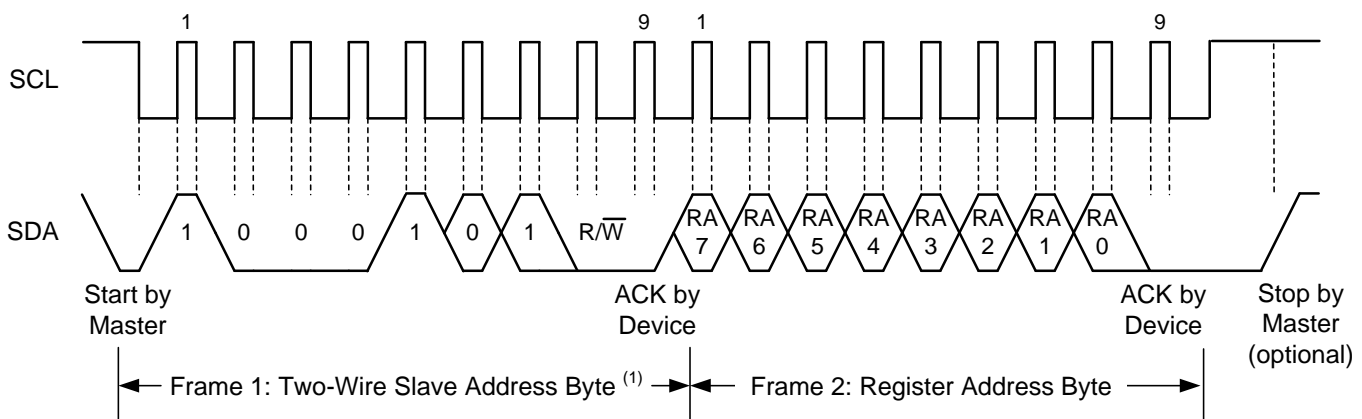 1 9 1 9
SCL
SDA
1 0 0 0 1 0 1 R/W̅ RA RA RA RA RA RA RA RA
7 6 5 4 3 2 1 0
Start by ACK by ACK by Stop by
Master Device Device Master
(optional)
Frame 1: Two-Wire Slave Address Byte (1) Frame 2: Register Address Byte